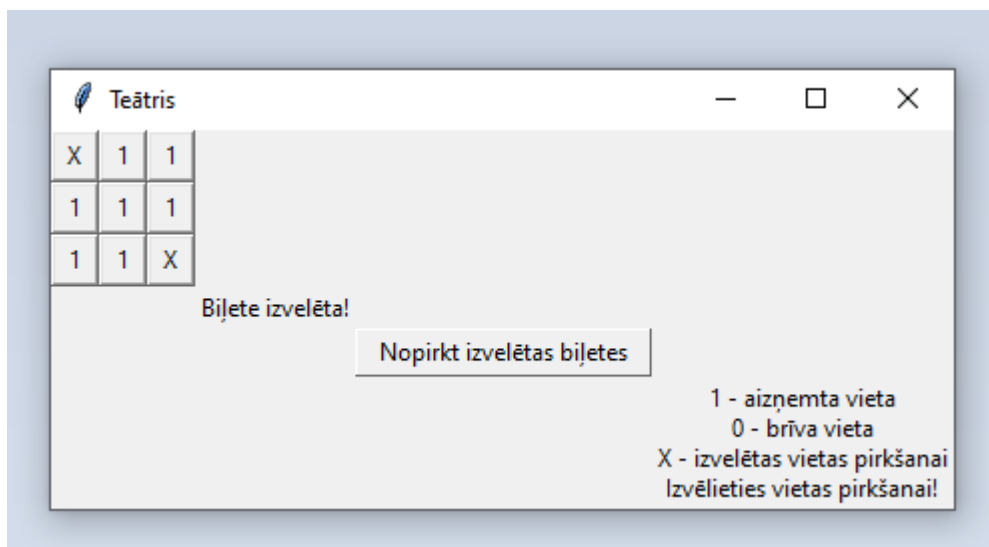 Teātris
X 1 1
1 1 1
1 1 X
Biļete izvelēta!
Nopirkt izvelētas biļetes
1 - aizņemta vieta
0 - brīva vieta
X - izvelētas vietas pirkšanai
Izvēlieties vietas pirkšanai!